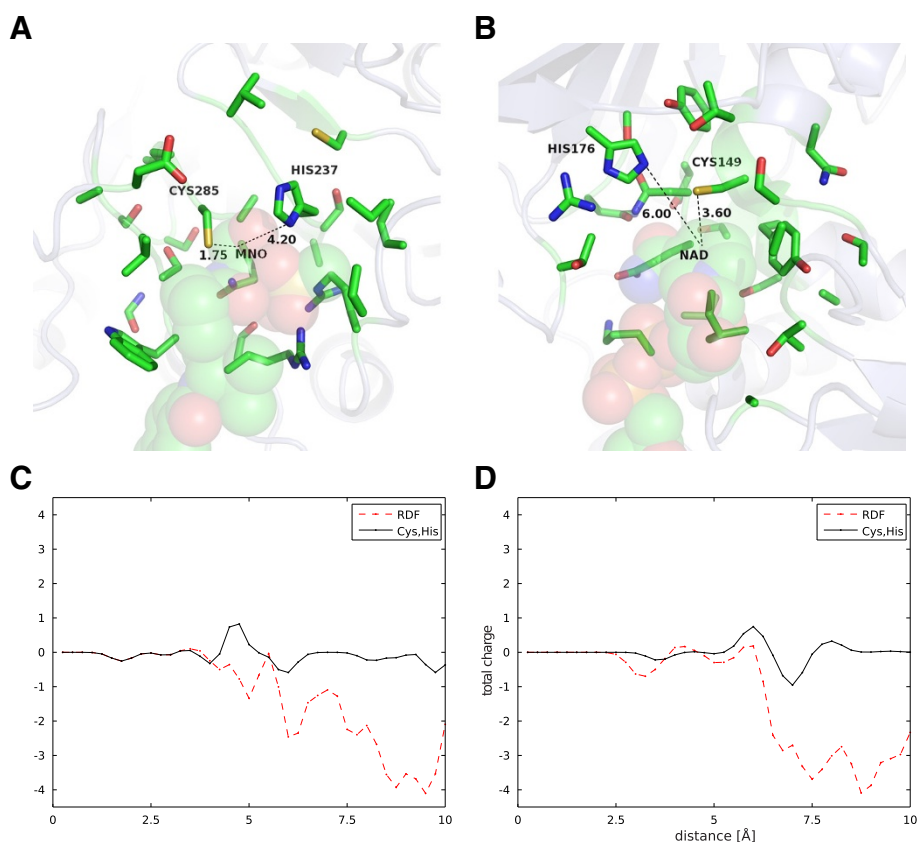 A
B
HIS176
CYS149
CYS285
HIS237
6.00
3.60
4.20
1.75
MNO
NAD
C
D
4
3
2
1
0
-1
-2
-3
-4
0
2.5
5
7.5
10
RDF
Cys,His
4
3
2
1
0
-1
-2
-3
-4
total charge
0
2.5
5
7.5
10
distance [Å]
RDF
Cys,His